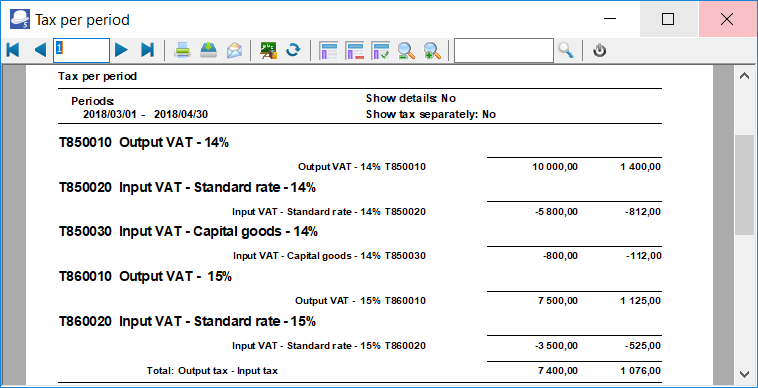 Tax per period
1
Tax per period
Periods: Show details: No
2018/03/01 - 2018/04/30 Show tax separately: No
T850010 Output VAT - 14%
Output VAT - 14% T850010 10 000,00 1 400,00
T850020 Input VAT - Standard rate - 14%
Input VAT - Standard rate - 14% T850020 -5 800,00 -812,00
T850030 Input VAT - Capital goods - 14%
Input VAT - Capital goods - 14% T850030 -800,00 -112,00
T860010 Output VAT - 15%
Output VAT - 15% T860010 7 500,00 1 125,00
T860020 Input VAT - Standard rate - 15%
Input VAT - Standard rate - 15% T860020 -3 500,00 -525,00
Total: Output tax - Input tax 7 400,00 1 076,00